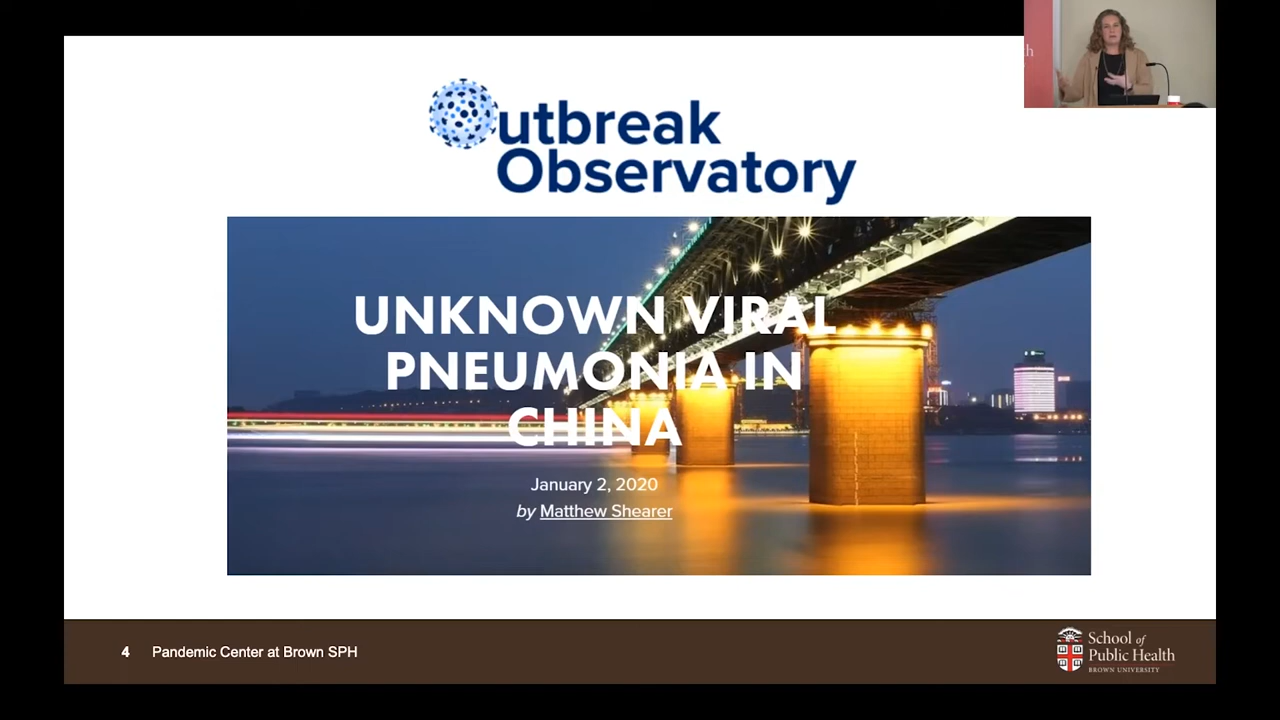 utbreak
Observatory
UNKNOWN VIRAL
PNEUMONIA IN
CHINA
January 2, 2020
by Matthew Shearer
4 Pandemic Center at Brown SPH
School of
Public Health
BROWN UNIVERSITY